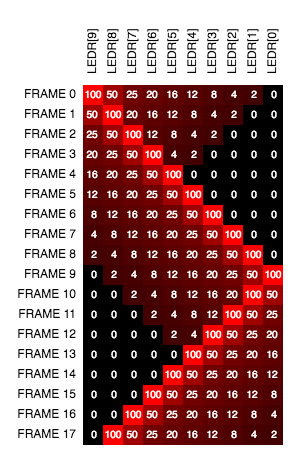 LEDR[9] LEDR[8] LEDR[7] LEDR[6] LEDR[5] LEDR[4] LEDR[3] LEDR[2] LEDR[1] LEDR[0]
FRAME 0 100 50 25 20 16 12 8 4 2 0
FRAME 1 50 100 20 16 12 8 4 2 0 0
FRAME 2 25 50 100 12 8 4 2 0 0 0
FRAME 3 20 25 50 100 4 2 0 0 0 0
FRAME 4 16 20 25 50 100 0 0 0 0 0
FRAME 5 12 16 20 25 50 100 0 0 0 0
FRAME 6 8 12 16 20 25 50 100 0 0 0
FRAME 7 4 8 12 16 20 25 50 100 0 0
FRAME 8 2 4 8 12 16 20 25 50 100 0
FRAME 9 0 2 4 8 12 16 20 25 50 100
FRAME 10 0 0 2 4 8 12 16 20 100 50
FRAME 11 0 0 0 2 4 8 12 100 50 25
FRAME 12 0 0 0 0 2 4 100 50 25 20
FRAME 13 0 0 0 0 0 100 50 25 20 16
FRAME 14 0 0 0 0 100 50 25 20 16 12
FRAME 15 0 0 0 100 50 25 20 16 12 8
FRAME 16 0 0 100 50 25 20 16 12 8 4
FRAME 17 0 100 50 25 20 16 12 8 4 2